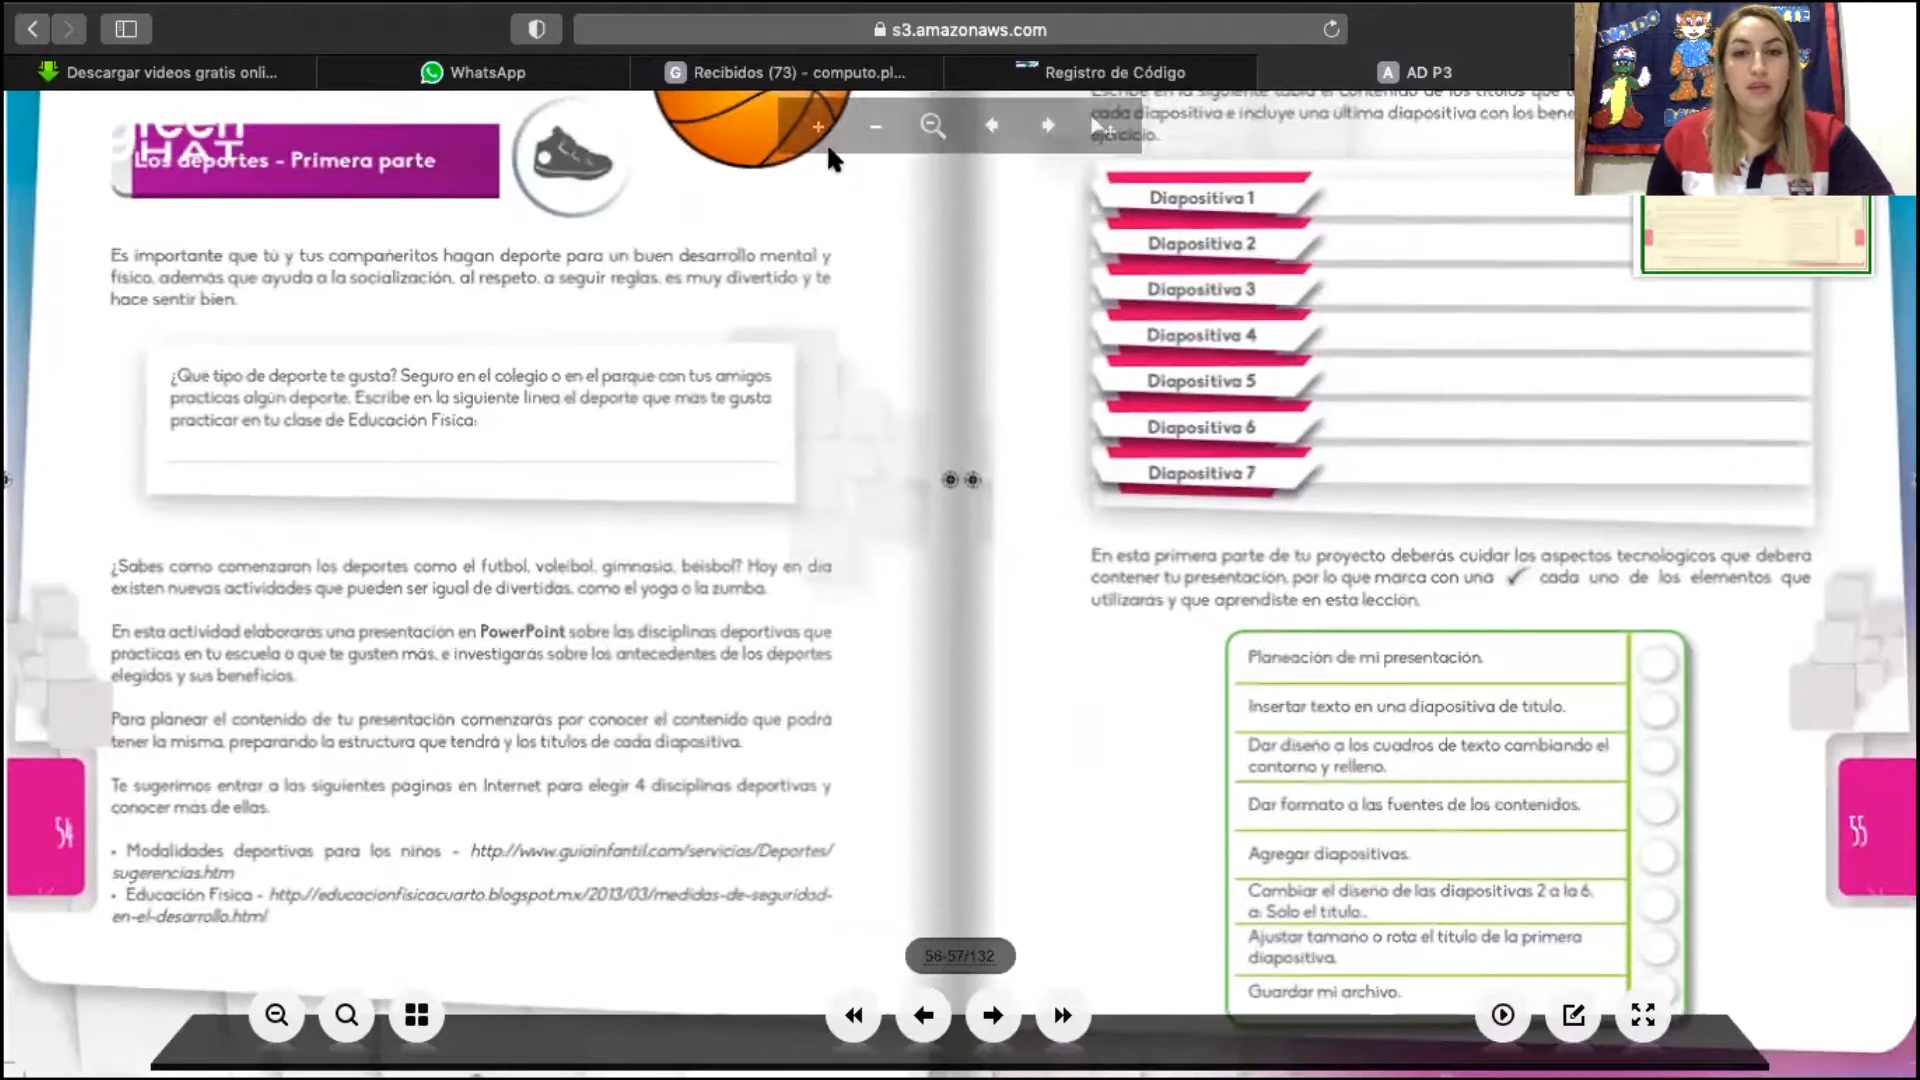 s3.amazonaws.com
Descargar videos gratis onli...
WhatsApp
G Recibidos (73) - computo.pl...
Registro de Código
A AD P3
Los deportes - Primera parte
Es importante que tú y tus compañeritos hagan deporte para un buen desarrollo mental y
físico, además que ayuda a la socialización, al respeto, a seguir reglas, es muy divertido y te
hace sentir bien.
¿Que tipo de deporte te gusta? Seguro en el colegio o en el parque con tus amigos
practicas algún deporte. Escribe en la siguiente línea el deporte que más te gusta
practicar en tu clase de Educación Física:
¿Sabes como comenzaron los deportes como el futbol, voleibol, gimnasia, béisbol? Hoy en día
existen nuevas actividades que pueden ser igual de divertidas, como el yoga o la zumba.
En esta actividad elaborarás una presentación en PowerPoint sobre las disciplinas deportivas que
prácticas en tu escuela o que te gusten más, e investigarás sobre los antecedentes de los deportes
elegidos y sus beneficios.
Para planear el contenido de tu presentación comenzarás por conocer el contenido que podrá
tener la misma, preparando la estructura que tendrá y los títulos de cada diapositiva.
Te sugerimos entrar a las siguientes páginas en Internet para elegir 4 disciplinas deportivas y
conocer más de ellas.
• Modalidades deportivas para los niños - http://www.guiainfantil.com/servicios/Deportes/
sugerencias.htm
• Educación Física - http://educacionfisicacuarto.blogspot.mx/2013/03/medidas-de-seguridad-
en-el-desarrollo.html
54
Escribe en la siguiente tabla el contenido de los títulos que
cada diapositiva e incluye una última diapositiva con los bene
ejercicio.
Diapositiva 1
Diapositiva 2
Diapositiva 3
Diapositiva 4
Diapositiva 5
Diapositiva 6
Diapositiva 7
En esta primera parte de tu proyecto deberás cuidar los aspectos tecnológicos que deberá
contener tu presentación, por lo que marca con una ✓ cada uno de los elementos que
utilizarás y que aprendiste en esta lección.
Planeación de mi presentación.
Insertar texto en una diapositiva de título.
Dar diseño a los cuadros de texto cambiando el
contorno y relleno.
Dar formato a las fuentes de los contenidos.
Agregar diapositivas.
Cambiar el diseño de las diapositivas 2 a la 6,
a: Solo el título..
Ajustar tamaño o rota el título de la primera
diapositiva.
Guardar mi archivo.
55
56-57/132